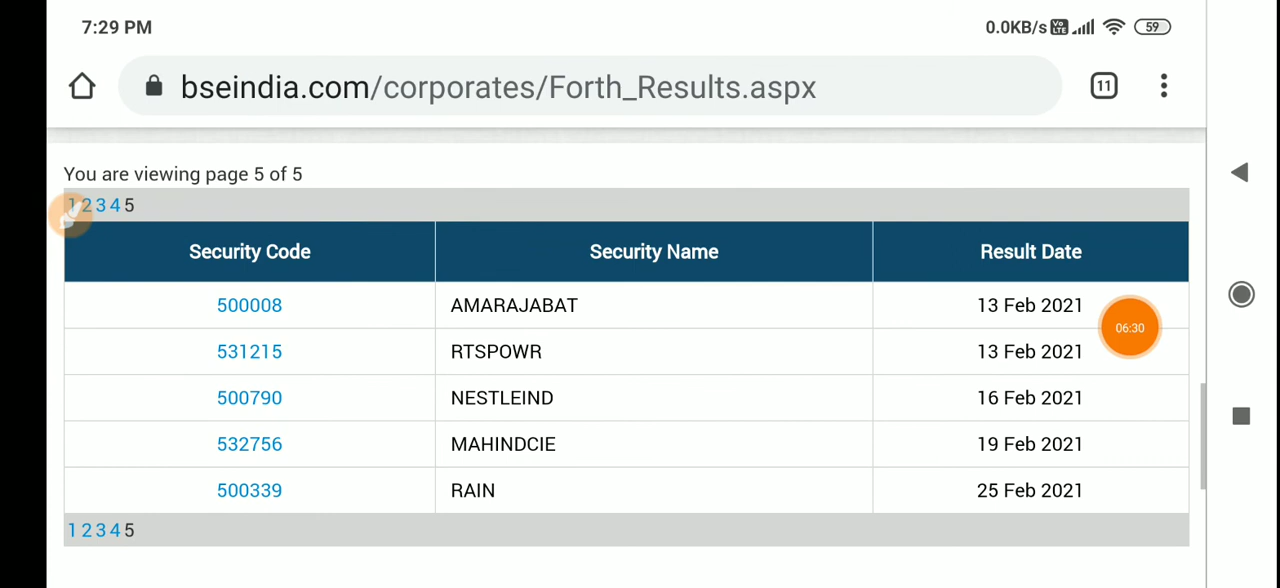 7:29 PM 0.0KB/s Vo LTE 59
bseindia.com/corporates/Forth_Results.aspx 11
You are viewing page 5 of 5
1 2 3 4 5
Security Code Security Name Result Date
500008 AMARAJABAT 13 Feb 2021
06:30
531215 RTSPOWR 13 Feb 2021
500790 NESTLEIND 16 Feb 2021
532756 MAHINDCIE 19 Feb 2021
500339 RAIN 25 Feb 2021
1 2 3 4 5